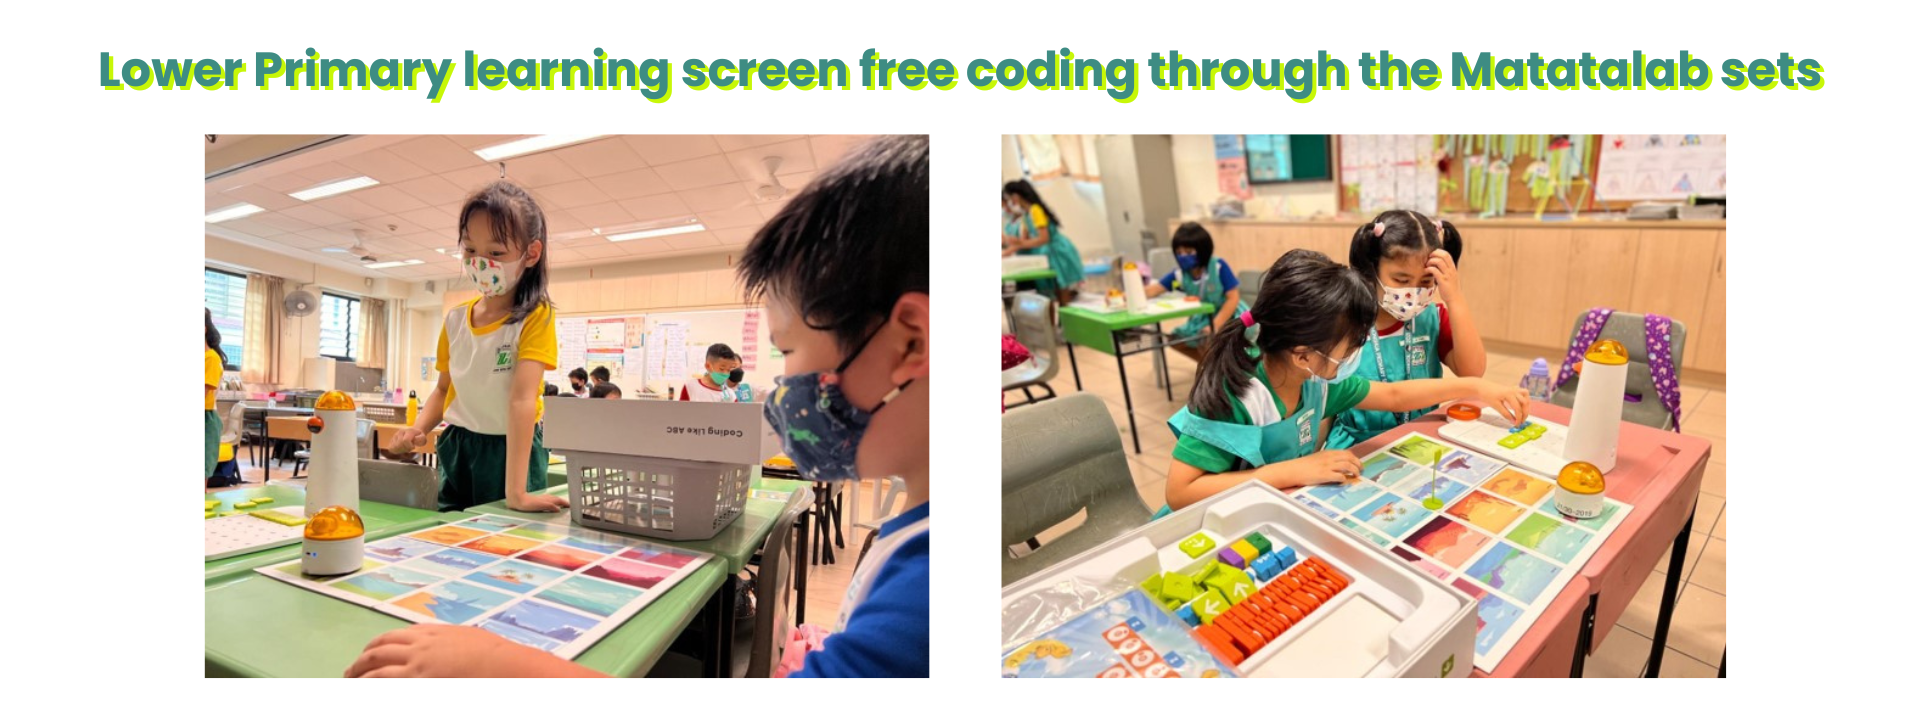 Lower Primary learning screen free coding through the Matatalab sets
Coding Like ABC